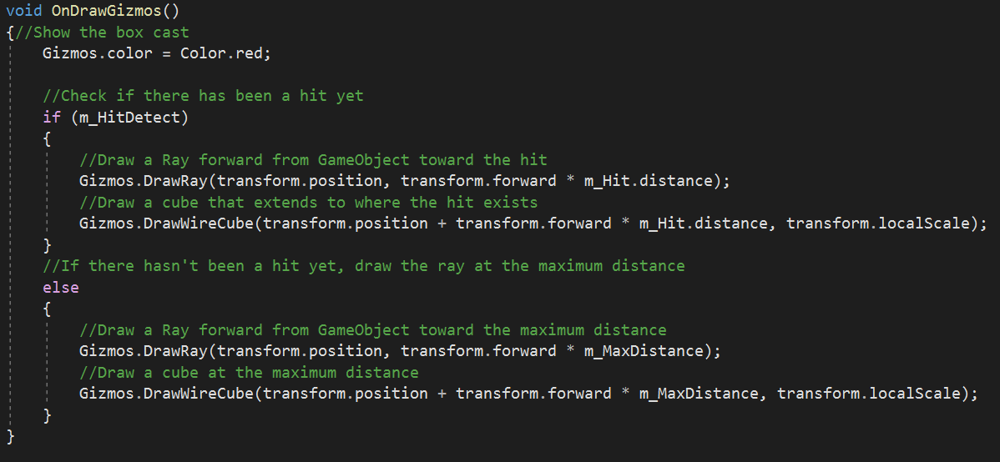 void OnDrawGizmos()
{//Show the box cast
    Gizmos.color = Color.red;

    //Check if there has been a hit yet
    if (m_HitDetect)
    {
        //Draw a Ray forward from GameObject toward the hit
        Gizmos.DrawRay(transform.position, transform.forward * m_Hit.distance);
        //Draw a cube that extends to where the hit exists
        Gizmos.DrawWireCube(transform.position + transform.forward * m_Hit.distance, transform.localScale);
    }
    //If there hasn't been a hit yet, draw the ray at the maximum distance
    else
    {
        //Draw a Ray forward from GameObject toward the maximum distance
        Gizmos.DrawRay(transform.position, transform.forward * m_MaxDistance);
        //Draw a cube at the maximum distance
        Gizmos.DrawWireCube(transform.position + transform.forward * m_MaxDistance, transform.localScale);
    }
}